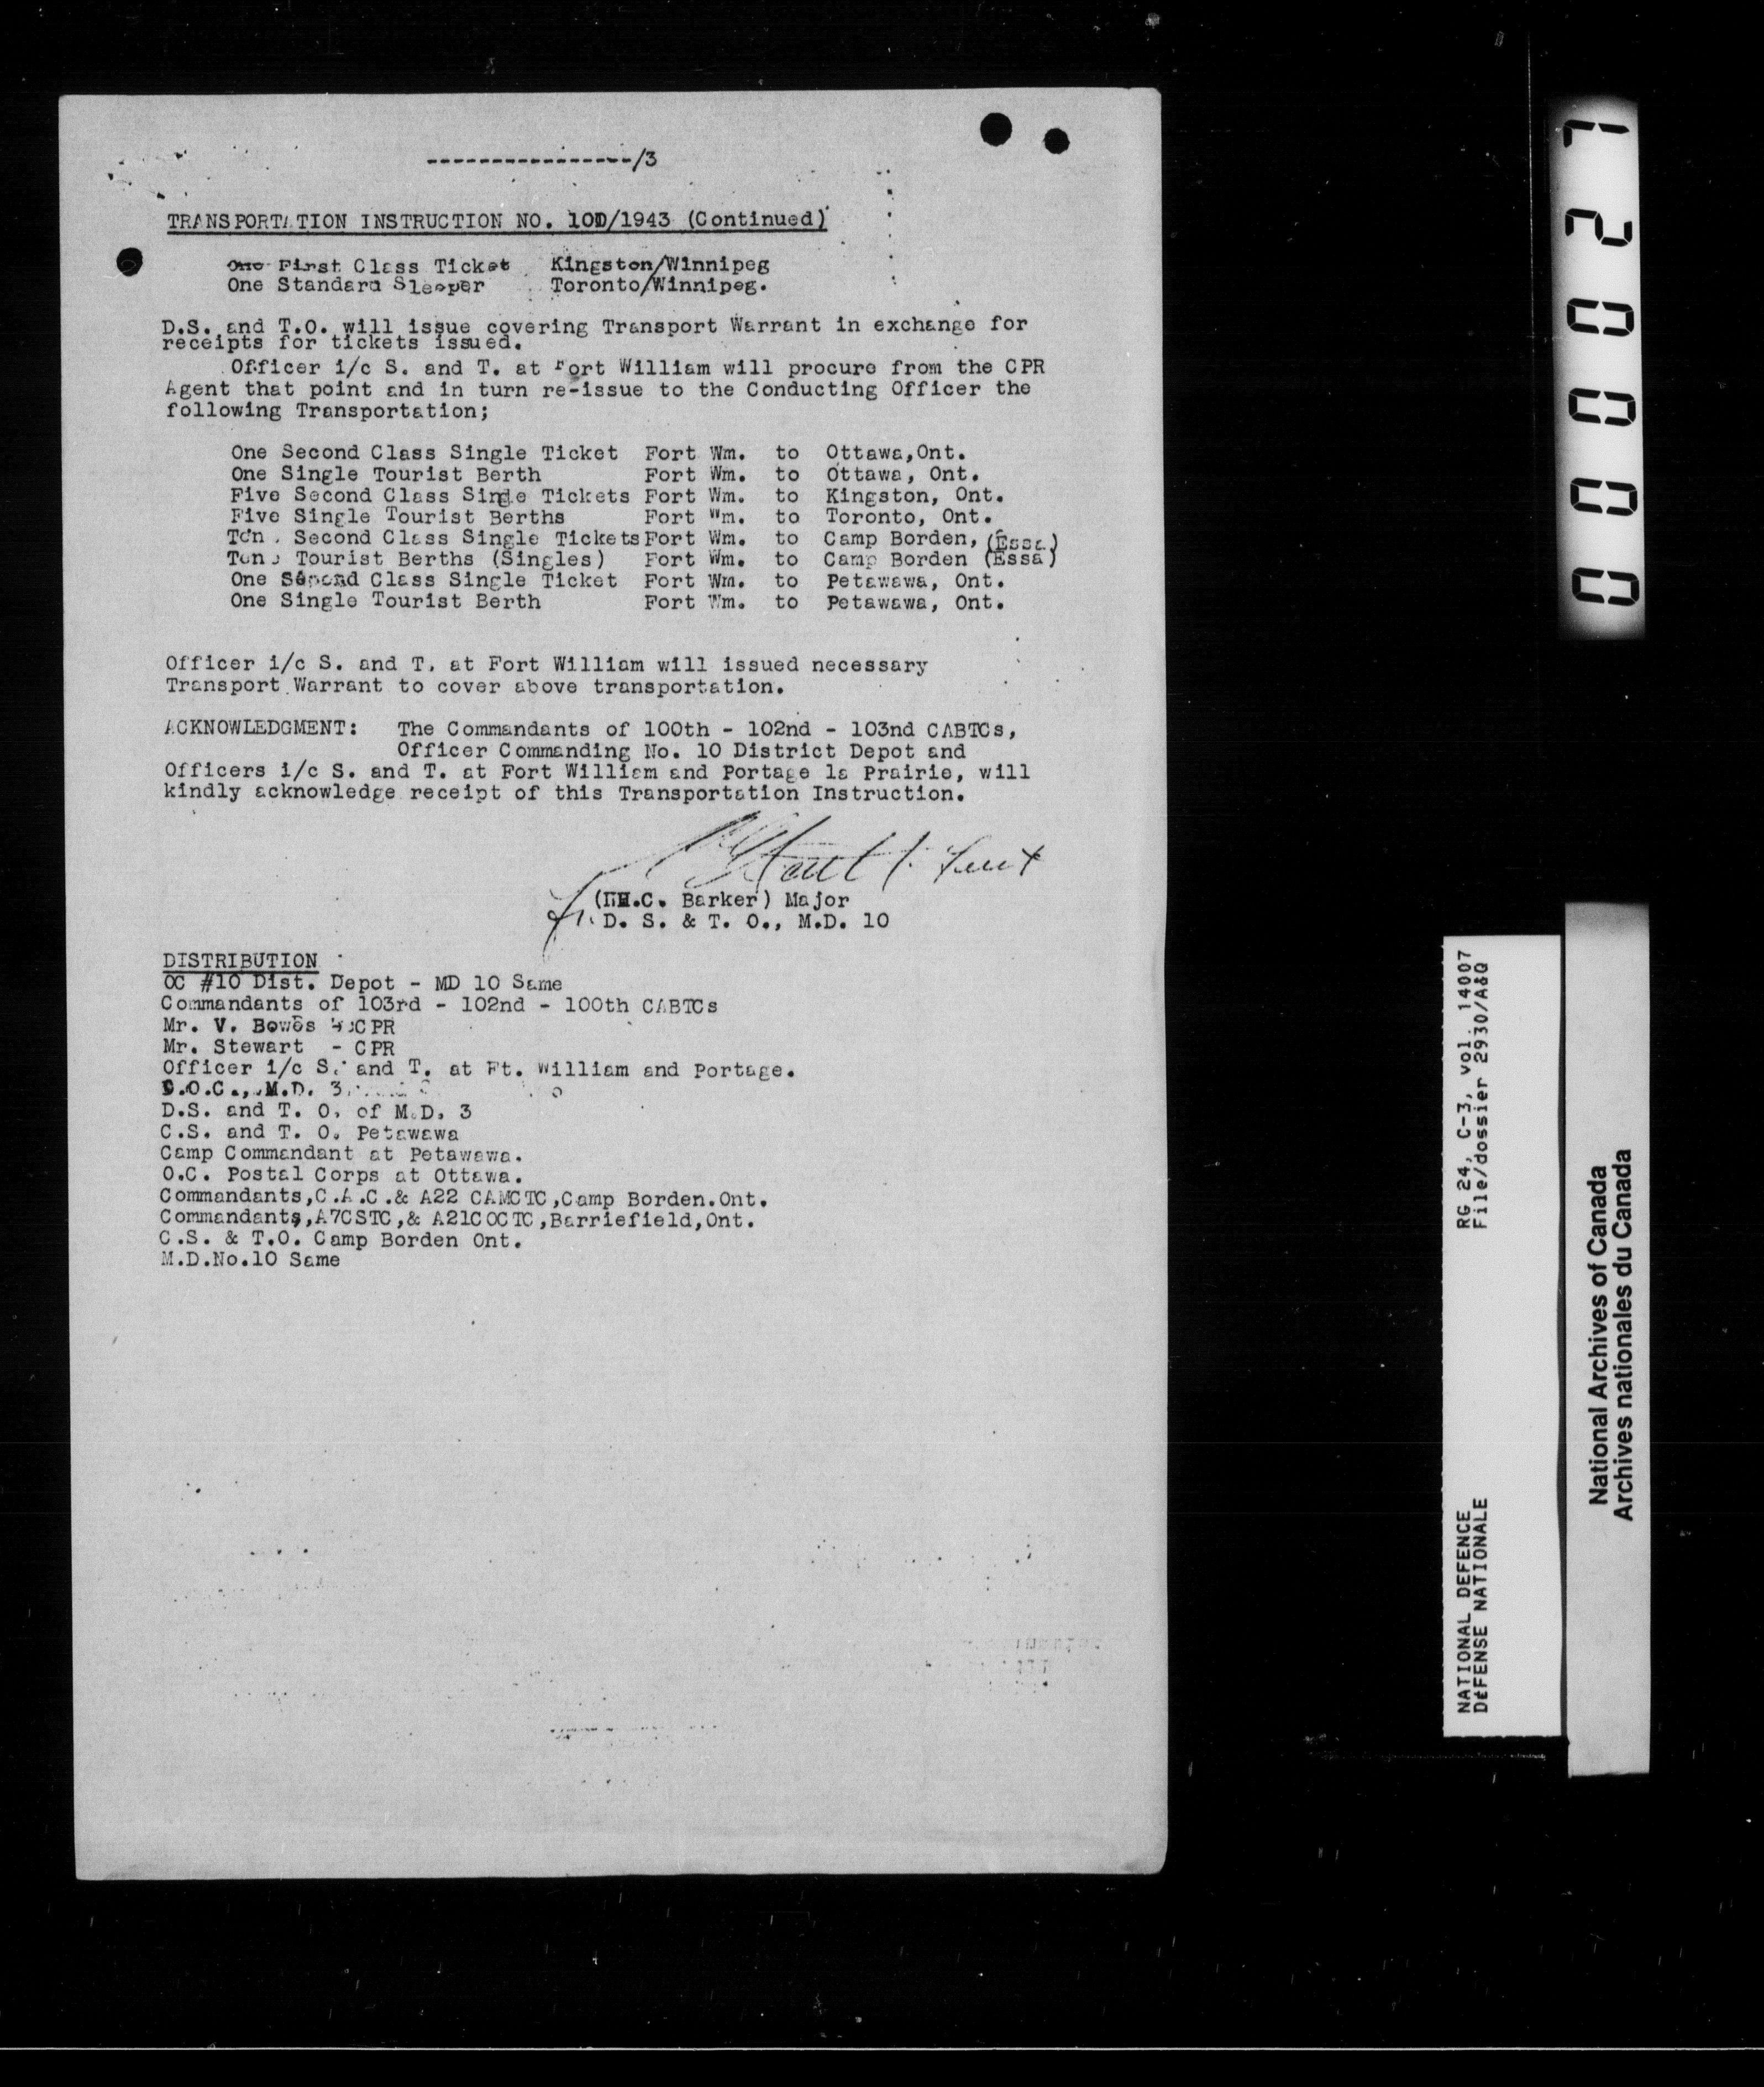 ----------------/3
TRANSPORTATION INSTRUCTION NO. 10D/1943 (Continued)
One First Class Ticket Kingston/Winnipeg
One Standard Sleeper Toronto/Winnipeg.
D.S. and T.O. will issue covering Transport Warrant in exchange for
receipts for tickets issued.
Officer i/c S. and T. at Fort William will procure from the CPR
Agent that point and in turn re-issue to the Conducting Officer the
following Transportation;
One Second Class Single Ticket Fort Wm. to Ottawa,Ont.
One Single Tourist Berth Fort Wm. to Ottawa, Ont.
Five Second Class Single Tickets Fort Wm. to Kingston, Ont.
Five Single Tourist Berths Fort Wm. to Toronto, Ont.
Ten Second Class Single Tickets Fort Wm. to Camp Borden, (Essa)
Ten Tourist Berths (Singles) Fort Wm. to Camp Borden (Essa)
One Second Class Single Ticket Fort Wm. to Petawawa, Ont.
One Single Tourist Berth Fort Wm. to Petawawa, Ont.
Officer i/c S. and T. at Fort William will issued necessary
Transport Warrant to cover above transportation.
ACKNOWLEDGMENT: The Commandants of 100th - 102nd - 103nd CABTCs,
Officer Commanding No. 10 District Depot and
Officers i/c S. and T. at Fort William and Portage la Prairie, will
kindly acknowledge receipt of this Transportation Instruction.
Lieut
(H.C. Barker) Major
fr. D. S. & T. O., M.D. 10
DISTRIBUTION
OC #10 Dist. Depot - MD 10 Same
Commandants of 103rd - 102nd - 100th CABTCs
Mr. V. Bowes CPR
Mr. Stewart - CPR
Officer i/c S. and T. at Ft. William and Portage.
D.O.C., M.D. 3
D.S. and T. O. of M.D. 3
C.S. and T. O. Petawawa
Camp Commandant at Petawawa.
O.C. Postal Corps at Ottawa.
Commandants,C.A.C.& A22 CAMCTC,Camp Borden.Ont.
Commandants,A7CSTC,& A21COCTC,Barriefield,Ont.
C.S. & T.O. Camp Borden Ont.
M.D.No.10 Same
000207
NATIONAL DEFENCE RG 24, C-3, vol. 14007
DÉFENSE NATIONALE File/dossier 2930/A&Q
National Archives of Canada
Archives nationales du Canada